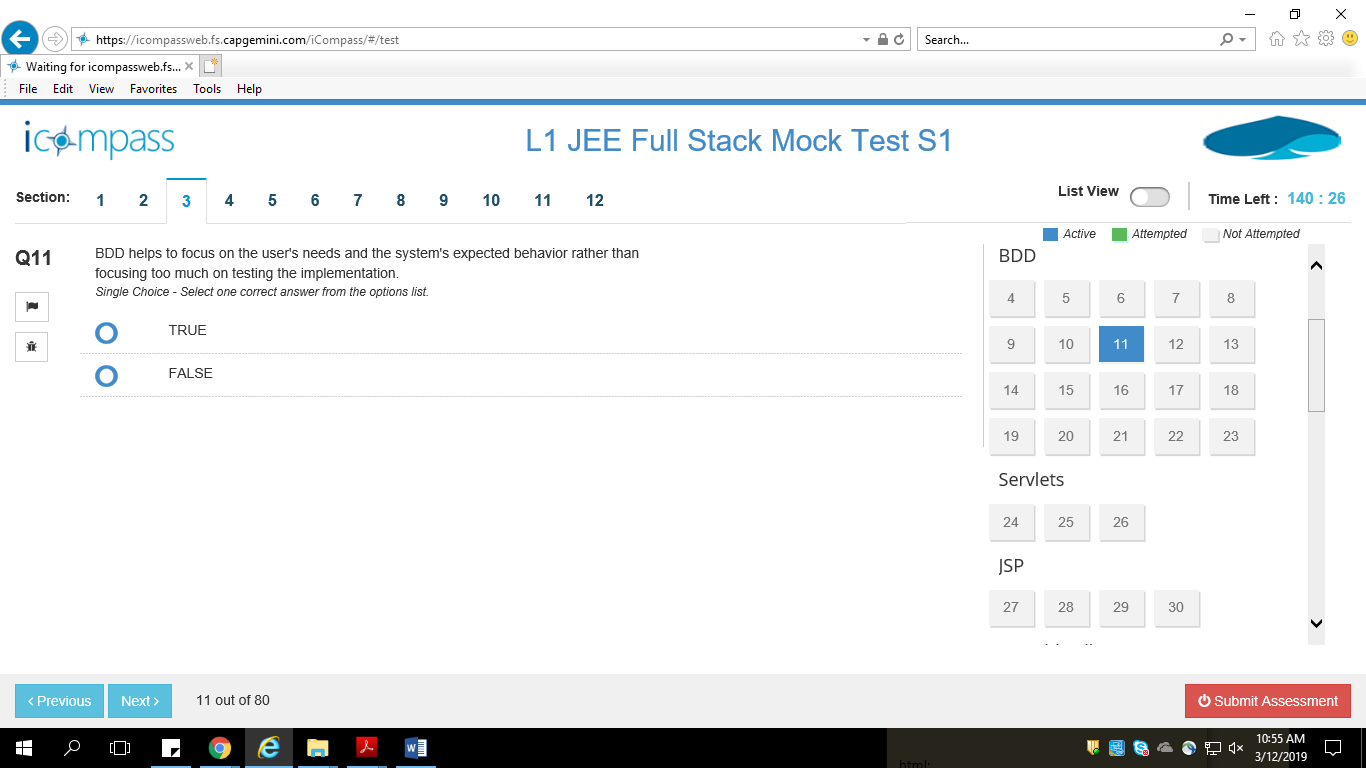 https://icompassweb.fs.capgemini.com/iCompass/#/test
Search...
Waiting for icompassweb.fs...
File Edit View Favorites Tools Help
icompass
L1 JEE Full Stack Mock Test S1
Section: 1 2 3 4 5 6 7 8 9 10 11 12
List View
Time Left : 140 : 26
Active Attempted Not Attempted
Q11
BDD helps to focus on the user's needs and the system's expected behavior rather than
focusing too much on testing the implementation.
Single Choice - Select one correct answer from the options list.
TRUE
FALSE
BDD
4 5 6 7 8
9 10 11 12 13
14 15 16 17 18
19 20 21 22 23
Servlets
24 25 26
JSP
27 28 29 30
< Previous
Next >
11 out of 80
Submit Assessment
html:
10:55 AM
3/12/2019